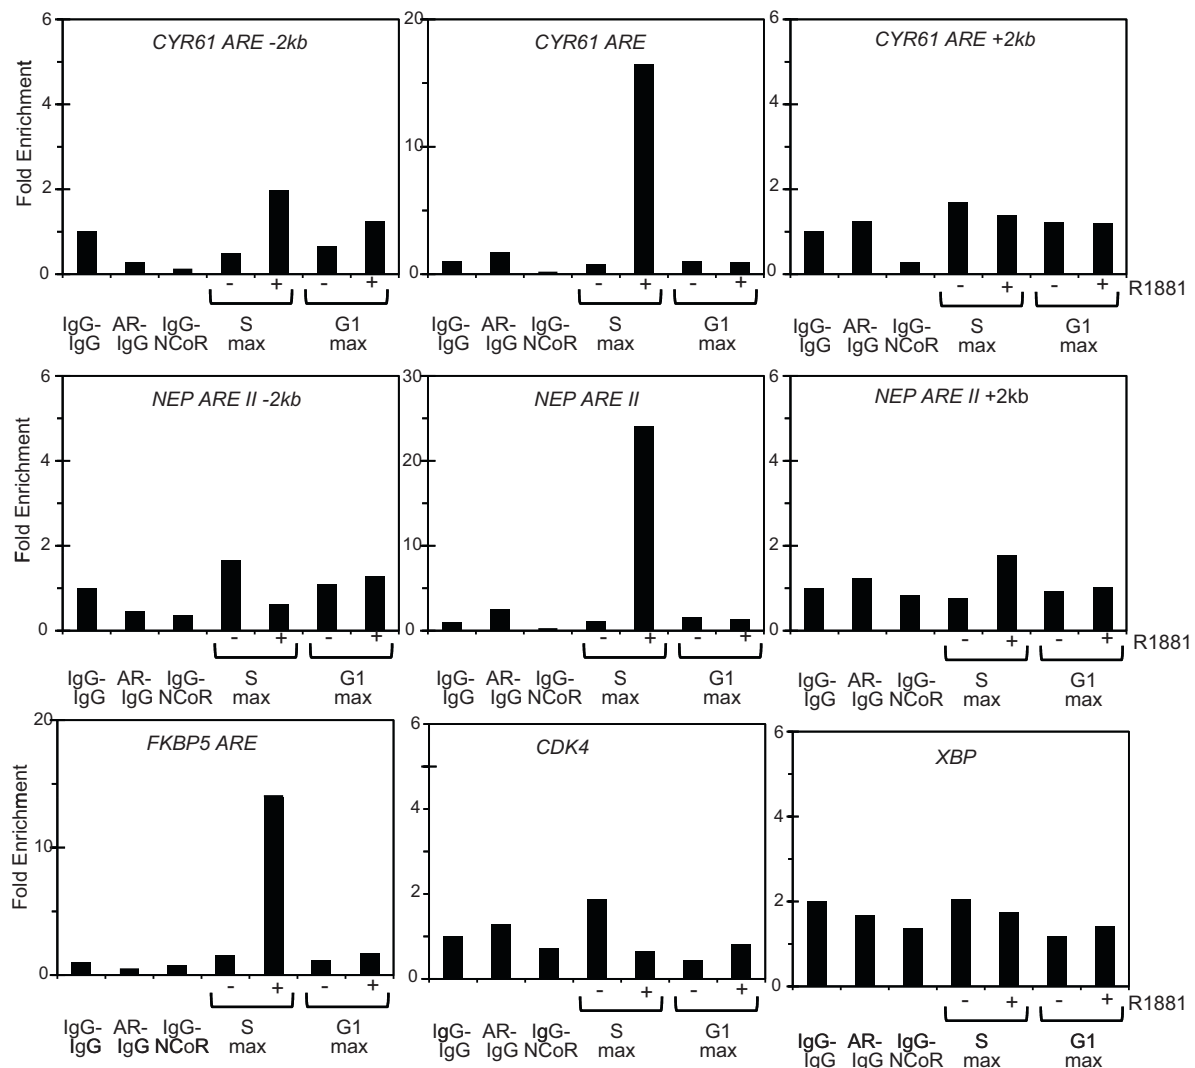 CYR61 ARE -2kb
Fold Enrichment
6
4
2
0
- + - +
IgG- AR- IgG- S G1
IgG IgG NCoR max max
CYR61 ARE
20
10
0
- + - +
IgG- AR- IgG- S G1
IgG IgG NCoR max max
CYR61 ARE +2kb
6
4
2
0
- + - + R1881
IgG- AR- IgG- S G1
IgG IgG NCoR max max
NEP ARE II -2kb
Fold Enrichment
6
4
2
0
- + - +
IgG- AR- IgG- S G1
IgG IgG NCoR max max
NEP ARE II
30
20
10
0
- + - +
IgG- AR- IgG- S G1
IgG IgG NCoR max max
NEP ARE II +2kb
6
4
2
0
- + - + R1881
IgG- AR- IgG- S G1
IgG IgG NCoR max max
FKBP5 ARE
Fold Enrichment
20
10
0
- + - +
IgG- AR- IgG- S G1
IgG IgG NCoR max max
CDK4
6
4
2
0
- + - +
IgG- AR- IgG- S G1
IgG IgG NCoR max max
XBP
6
4
2
0
- + - + R1881
IgG- AR- IgG- S G1
IgG IgG NCoR max max